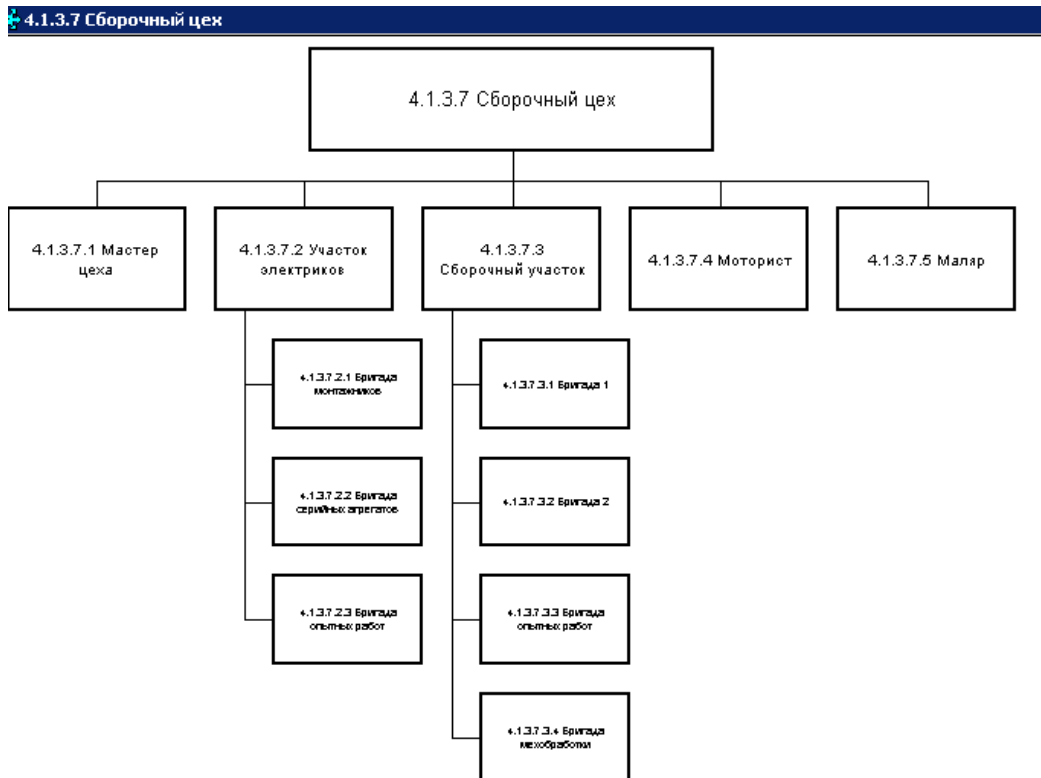 4.1.3.7 Сборочный цех
4.1.3.7 Сборочный цех
4.1.3.7.1 Мастер
цеха
4.1.3.7.2 Участок
электриков
4.1.3.7.3
Сборочный участок
4.1.3.7.4 Моторист
4.1.3.7.5 Маляр
4.1.3.7.2.1 Бригада
монтажников
4.1.3.7.3.1 Бригада 1
4.1.3.7.2.2 Бригада
серийных агрегатов
4.1.3.7.3.2 Бригада 2
4.1.3.7.2.3 Бригада
опытных работ
4.1.3.7.3.3 Бригада
опытных работ
4.1.3.7.3.4 Бригада
мехобработки